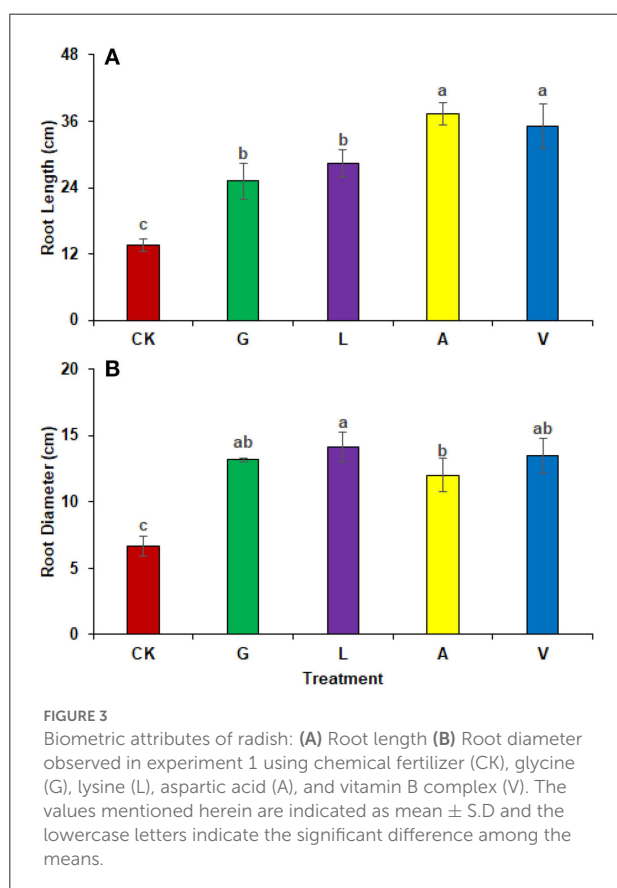 A
Root Length (cm)
48
36
24
12
0
c
b
b
a
a
CK G L A V
B
Root Diameter (cm)
20
15
10
5
0
c
ab
a
b
ab
CK G L A V
Treatment
FIGURE 3
Biometric attributes of radish: (A) Root length (B) Root diameter
observed in experiment 1 using chemical fertilizer (CK), glycine
(G), lysine (L), aspartic acid (A), and vitamin B complex (V). The
values mentioned herein are indicated as mean ± S.D and the
lowercase letters indicate the significant difference among the
means.